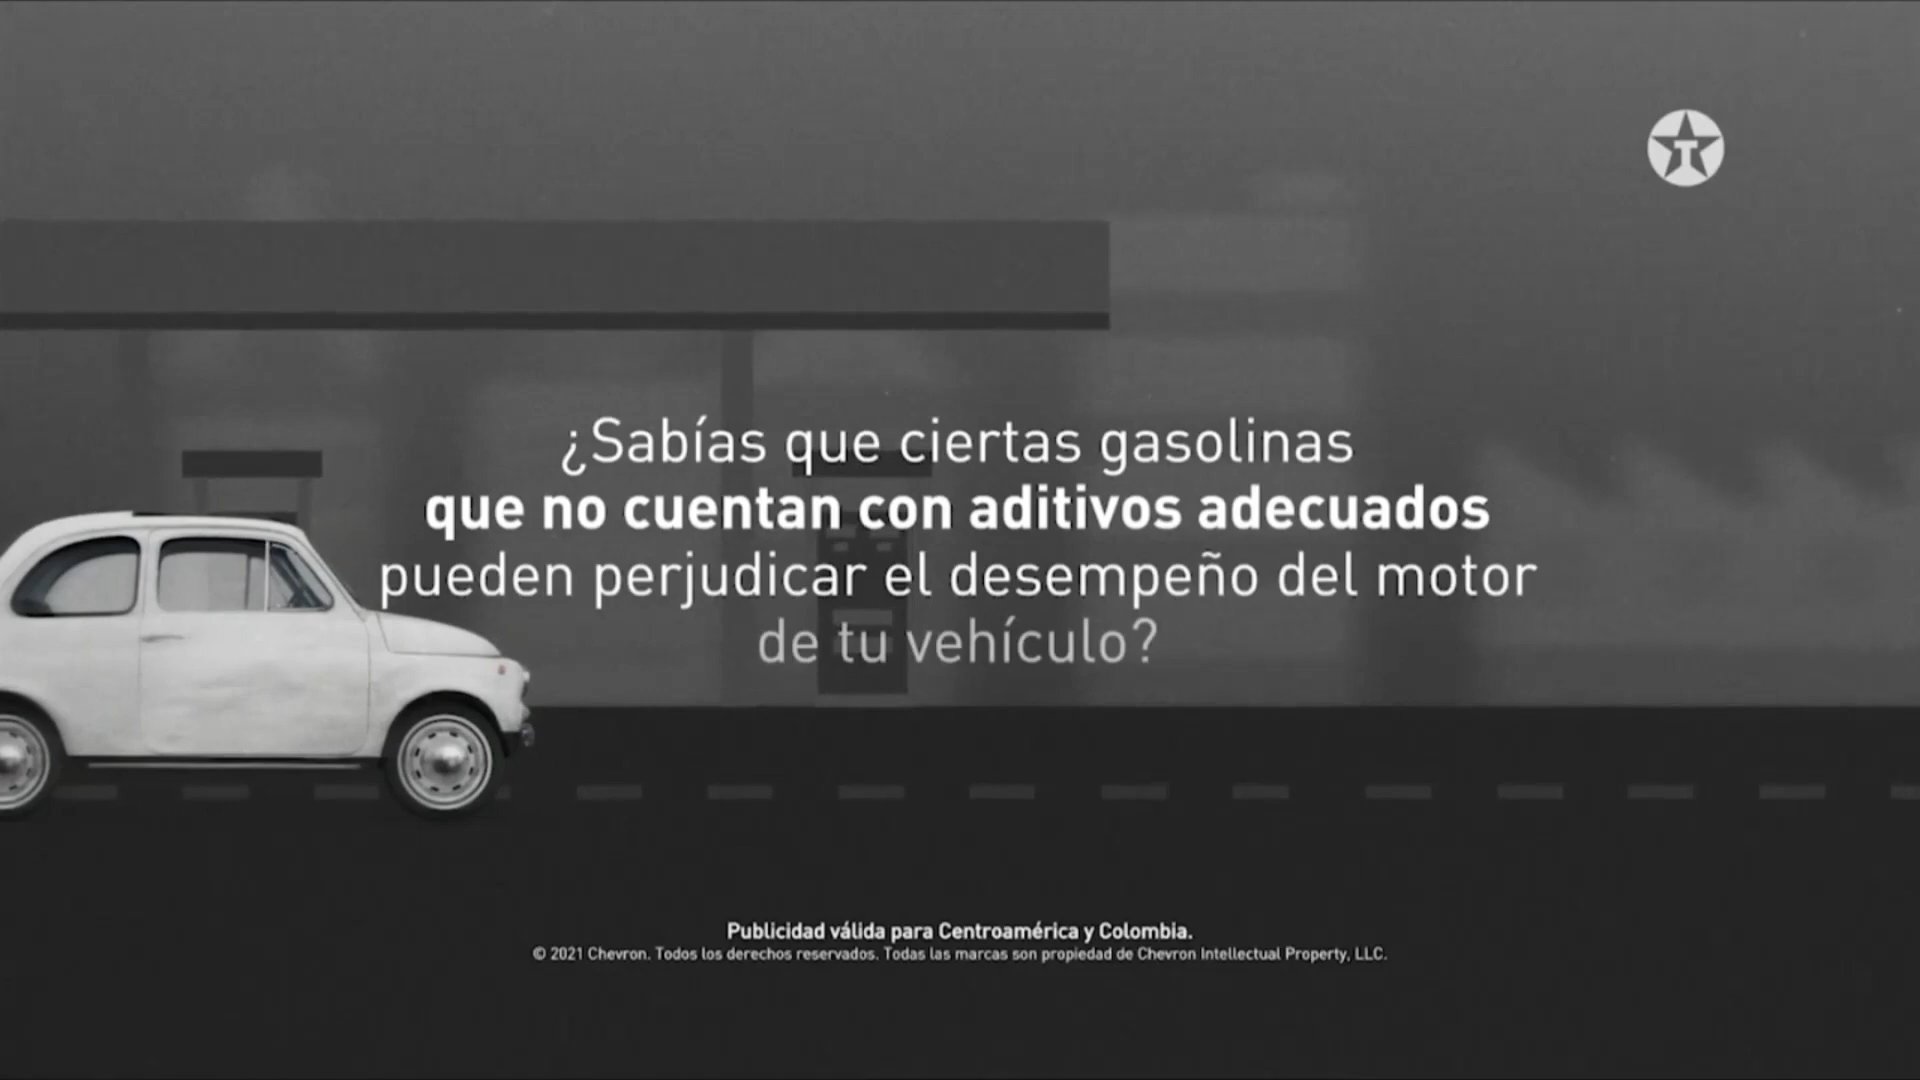 T
¿Sabías que ciertas gasolinas
que no cuentan con aditivos adecuados
pueden perjudicar el desempeño del motor
de tu vehículo?
Publicidad válida para Centroamérica y Colombia.
© 2021 Chevron. Todos los derechos reservados. Todas las marcas son propiedad de Chevron Intellectual Property, LLC.